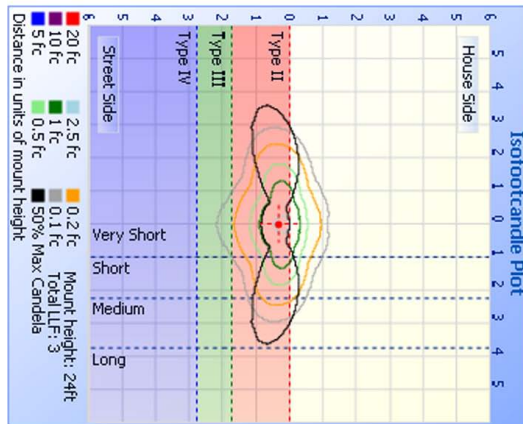 Isofootcandle Plot
6 5 4 3 2 1 0 1 2 3 4 5 6
5 4 3 2 1 0 1 2 3 4 5
House Side
Street Side
Type II
Type III
Type IV
Very Short
Short
Medium
Long
20 fc
2.5 fc
0.2 fc
Mount height: 24ft
10 fc
1 fc
0.1 fc
Total LLF: 3
5 fc
0.5 fc
50% Max Candela
Distance in units of mount height